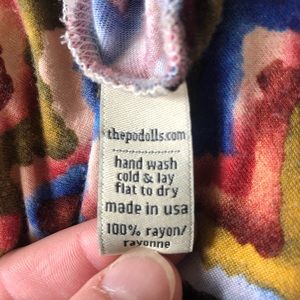 thepodolls.com
hand wash
cold & lay
flat to dry
made in usa
100% rayon/
rayonne